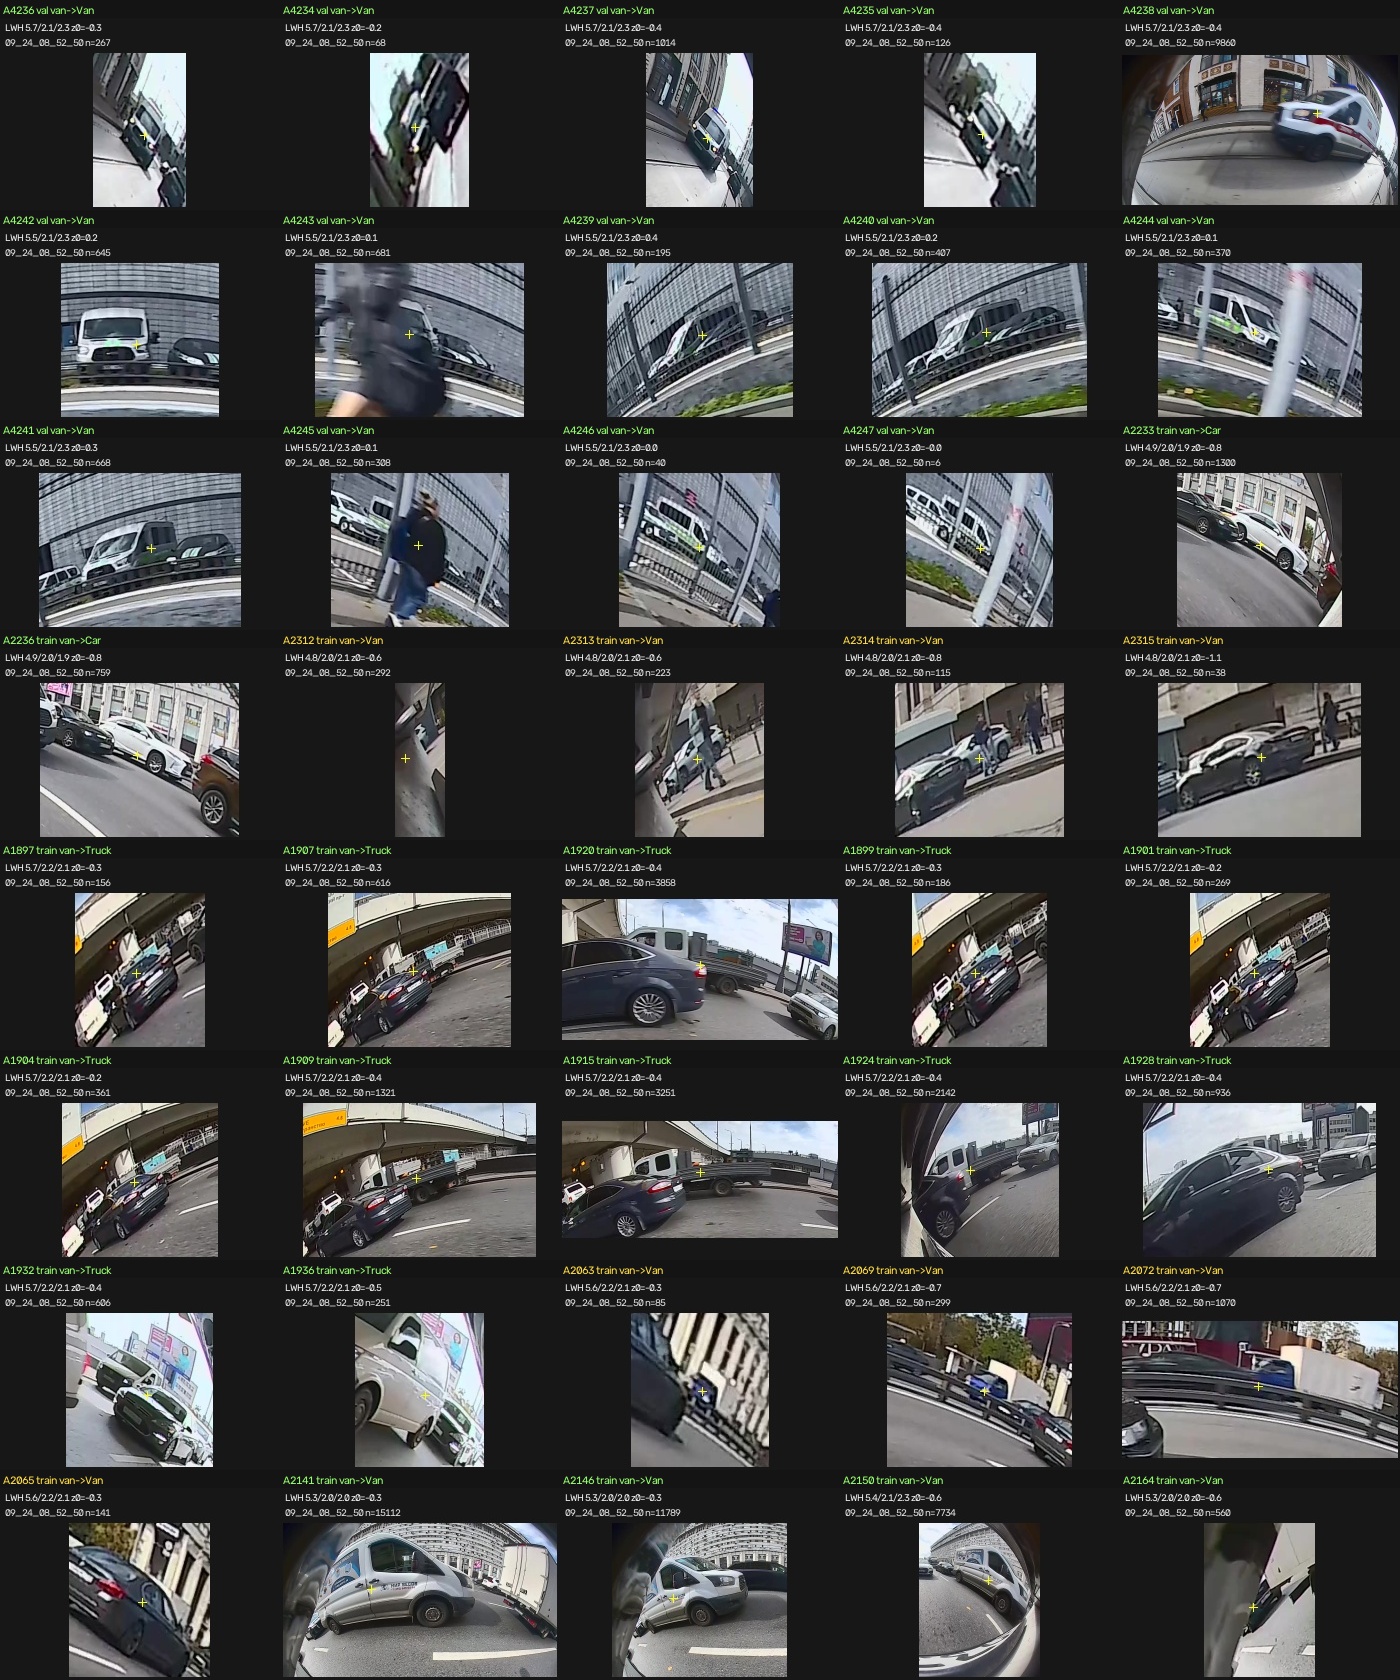 A4236 val van->Van
LWH 5.7/2.1/2.3 z0=-0.3
09_24_08_52_50 n=267
A4234 val van->Van
LWH 5.7/2.1/2.3 z0=-0.2
09_24_08_52_50 n=68
A4237 val van->Van
LWH 5.7/2.1/2.3 z0=-0.4
09_24_08_52_50 n=1014
A4235 val van->Van
LWH 5.7/2.1/2.3 z0=-0.4
09_24_08_52_50 n=126
A4238 val van->Van
LWH 5.7/2.1/2.3 z0=-0.4
09_24_08_52_50 n=9860
A4242 val van->Van
LWH 5.5/2.1/2.3 z0=0.2
09_24_08_52_50 n=645
A4243 val van->Van
LWH 5.5/2.1/2.3 z0=0.1
09_24_08_52_50 n=681
A4239 val van->Van
LWH 5.5/2.1/2.3 z0=0.4
09_24_08_52_50 n=195
A4240 val van->Van
LWH 5.5/2.1/2.3 z0=0.2
09_24_08_52_50 n=407
A4244 val van->Van
LWH 5.5/2.1/2.3 z0=0.1
09_24_08_52_50 n=370
A4241 val van->Van
LWH 5.5/2.1/2.3 z0=0.3
09_24_08_52_50 n=668
A4245 val van->Van
LWH 5.5/2.1/2.3 z0=0.1
09_24_08_52_50 n=308
A4246 val van->Van
LWH 5.5/2.1/2.3 z0=0.0
09_24_08_52_50 n=40
A4247 val van->Van
LWH 5.5/2.1/2.3 z0=-0.0
09_24_08_52_50 n=6
A2233 train van->Car
LWH 4.9/2.0/1.9 z0=-0.8
09_24_08_52_50 n=1300
A2236 train van->Car
LWH 4.9/2.0/1.9 z0=-0.8
09_24_08_52_50 n=759
A2312 train van->Van
LWH 4.8/2.0/2.1 z0=-0.6
09_24_08_52_50 n=292
A2313 train van->Van
LWH 4.8/2.0/2.1 z0=-0.6
09_24_08_52_50 n=223
A2314 train van->Van
LWH 4.8/2.0/2.1 z0=-0.8
09_24_08_52_50 n=115
A2315 train van->Van
LWH 4.8/2.0/2.1 z0=-1.1
09_24_08_52_50 n=38
A1897 train van->Truck
LWH 5.7/2.2/2.1 z0=-0.3
09_24_08_52_50 n=156
A1907 train van->Truck
LWH 5.7/2.2/2.1 z0=-0.3
09_24_08_52_50 n=616
A1920 train van->Truck
LWH 5.7/2.2/2.1 z0=-0.4
09_24_08_52_50 n=3858
A1899 train van->Truck
LWH 5.7/2.2/2.1 z0=-0.3
09_24_08_52_50 n=186
A1901 train van->Truck
LWH 5.7/2.2/2.1 z0=-0.2
09_24_08_52_50 n=269
A1904 train van->Truck
LWH 5.7/2.2/2.1 z0=-0.2
09_24_08_52_50 n=361
A1909 train van->Truck
LWH 5.7/2.2/2.1 z0=-0.4
09_24_08_52_50 n=1321
A1915 train van->Truck
LWH 5.7/2.2/2.1 z0=-0.4
09_24_08_52_50 n=3251
A1924 train van->Truck
LWH 5.7/2.2/2.1 z0=-0.4
09_24_08_52_50 n=2142
A1928 train van->Truck
LWH 5.7/2.2/2.1 z0=-0.4
09_24_08_52_50 n=936
A1932 train van->Truck
LWH 5.7/2.2/2.1 z0=-0.4
09_24_08_52_50 n=606
A1936 train van->Truck
LWH 5.7/2.2/2.1 z0=-0.5
09_24_08_52_50 n=251
A2063 train van->Van
LWH 5.6/2.2/2.1 z0=-0.3
09_24_08_52_50 n=85
A2069 train van->Van
LWH 5.6/2.2/2.1 z0=-0.7
09_24_08_52_50 n=299
A2072 train van->Van
LWH 5.6/2.2/2.1 z0=-0.7
09_24_08_52_50 n=1070
A2065 train van->Van
LWH 5.6/2.2/2.1 z0=-0.3
09_24_08_52_50 n=141
A2141 train van->Van
LWH 5.3/2.0/2.0 z0=-0.3
09_24_08_52_50 n=15112
A2146 train van->Van
LWH 5.3/2.0/2.0 z0=-0.3
09_24_08_52_50 n=11789
A2150 train van->Van
LWH 5.4/2.1/2.3 z0=-0.6
09_24_08_52_50 n=7734
A2164 train van->Van
LWH 5.3/2.0/2.0 z0=-0.6
09_24_08_52_50 n=560